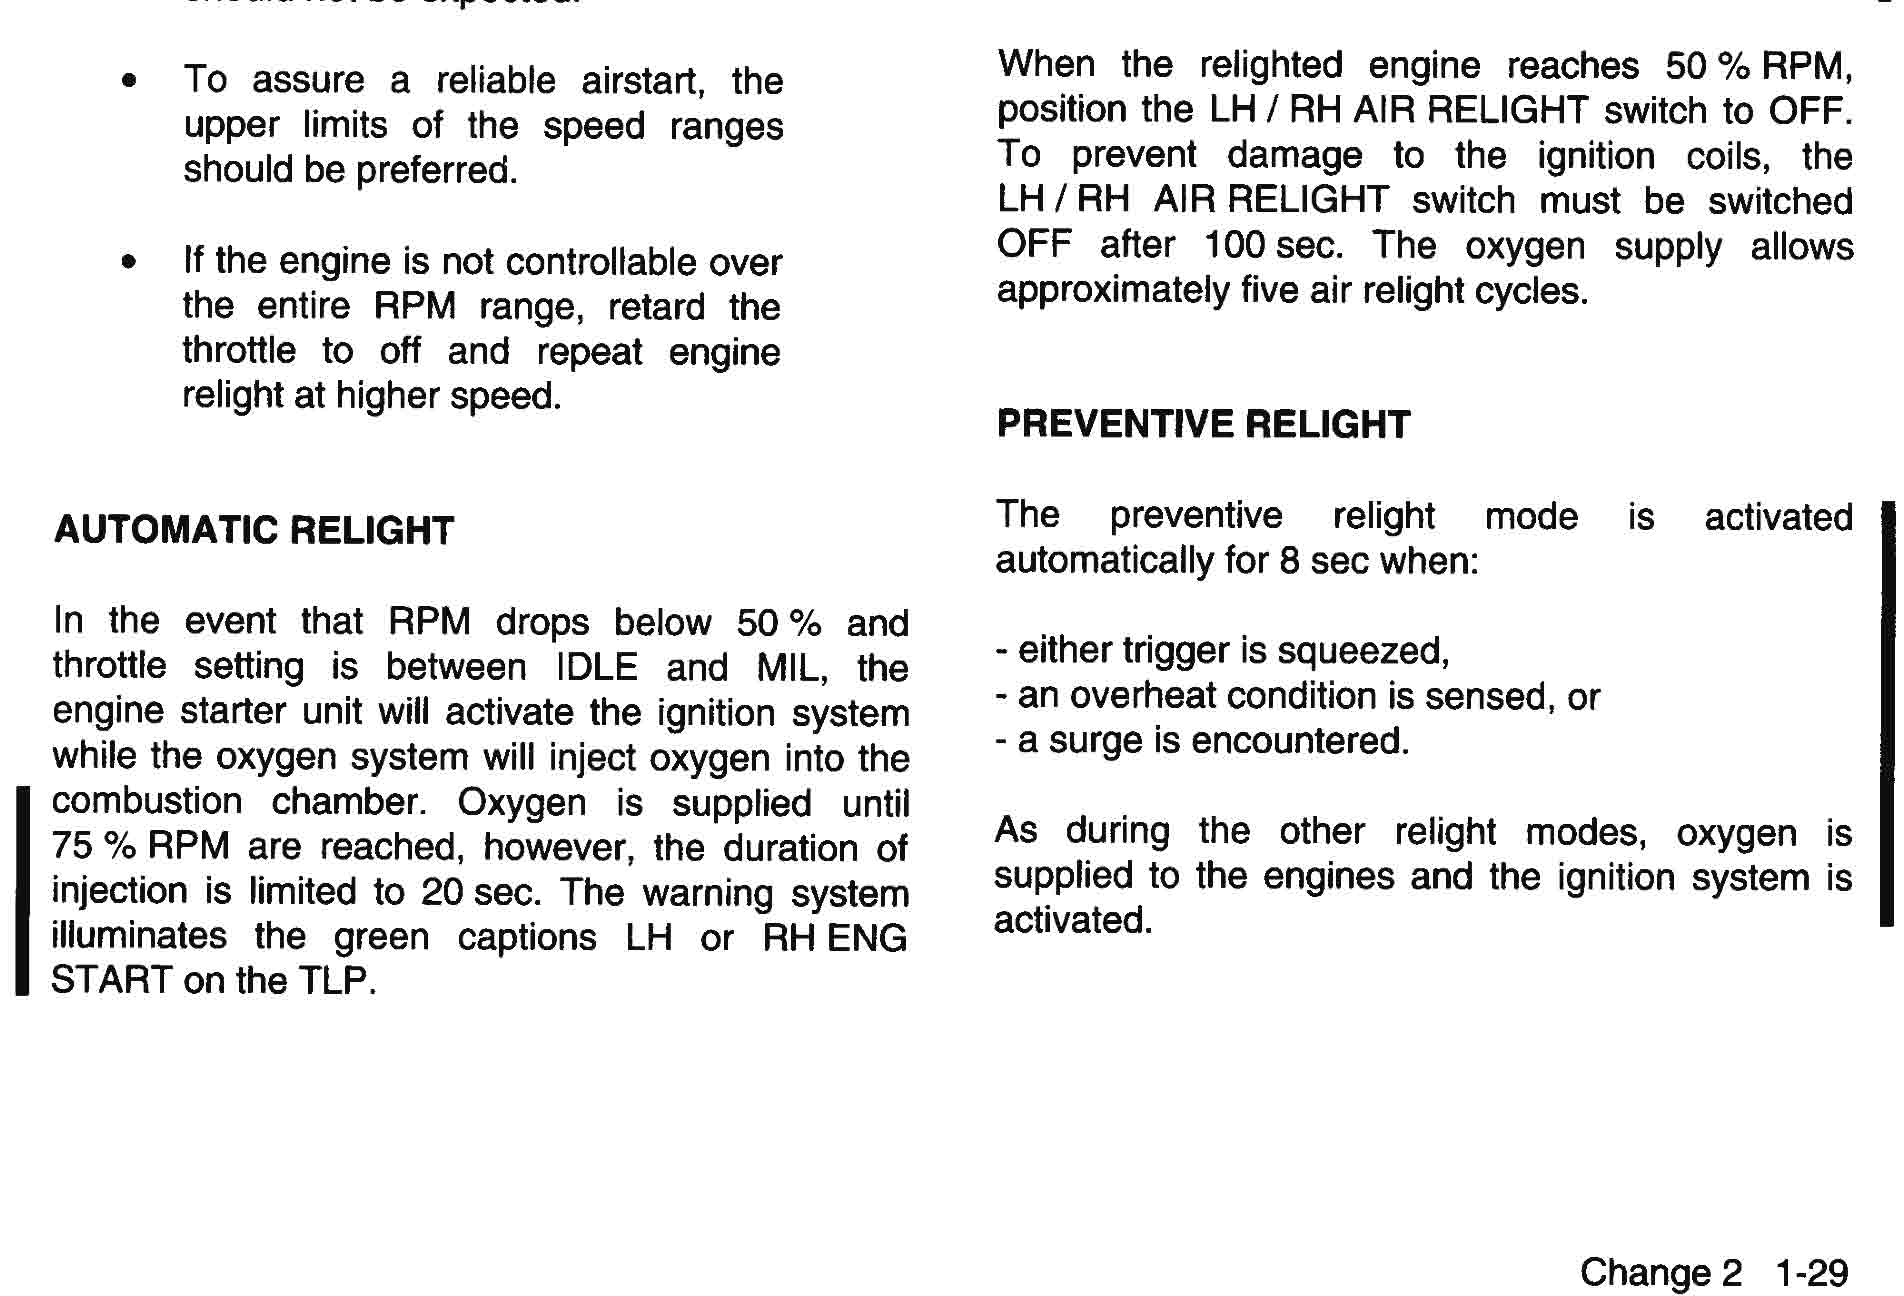 should not be expected.
• To assure a reliable airstart, the
upper limits of the speed ranges
should be preferred.
• If the engine is not controllable over
the entire RPM range, retard the
throttle to off and repeat engine
relight at higher speed.
AUTOMATIC RELIGHT
In the event that RPM drops below 50 % and
throttle setting is between IDLE and MIL, the
engine starter unit will activate the ignition system
while the oxygen system will inject oxygen into the
combustion chamber. Oxygen is supplied until
75 % RPM are reached, however, the duration of
injection is limited to 20 sec. The warning system
illuminates the green captions LH or RH ENG
START on the TLP.
When the relighted engine reaches 50 % RPM,
position the LH / RH AIR RELIGHT switch to OFF.
To prevent damage to the ignition coils, the
LH / RH AIR RELIGHT switch must be switched
OFF after 100 sec. The oxygen supply allows
approximately five air relight cycles.
PREVENTIVE RELIGHT
The preventive relight mode is activated
automatically for 8 sec when:
- either trigger is squeezed,
- an overheat condition is sensed, or
- a surge is encountered.
As during the other relight modes, oxygen is
supplied to the engines and the ignition system is
activated.
Change 2 1-29